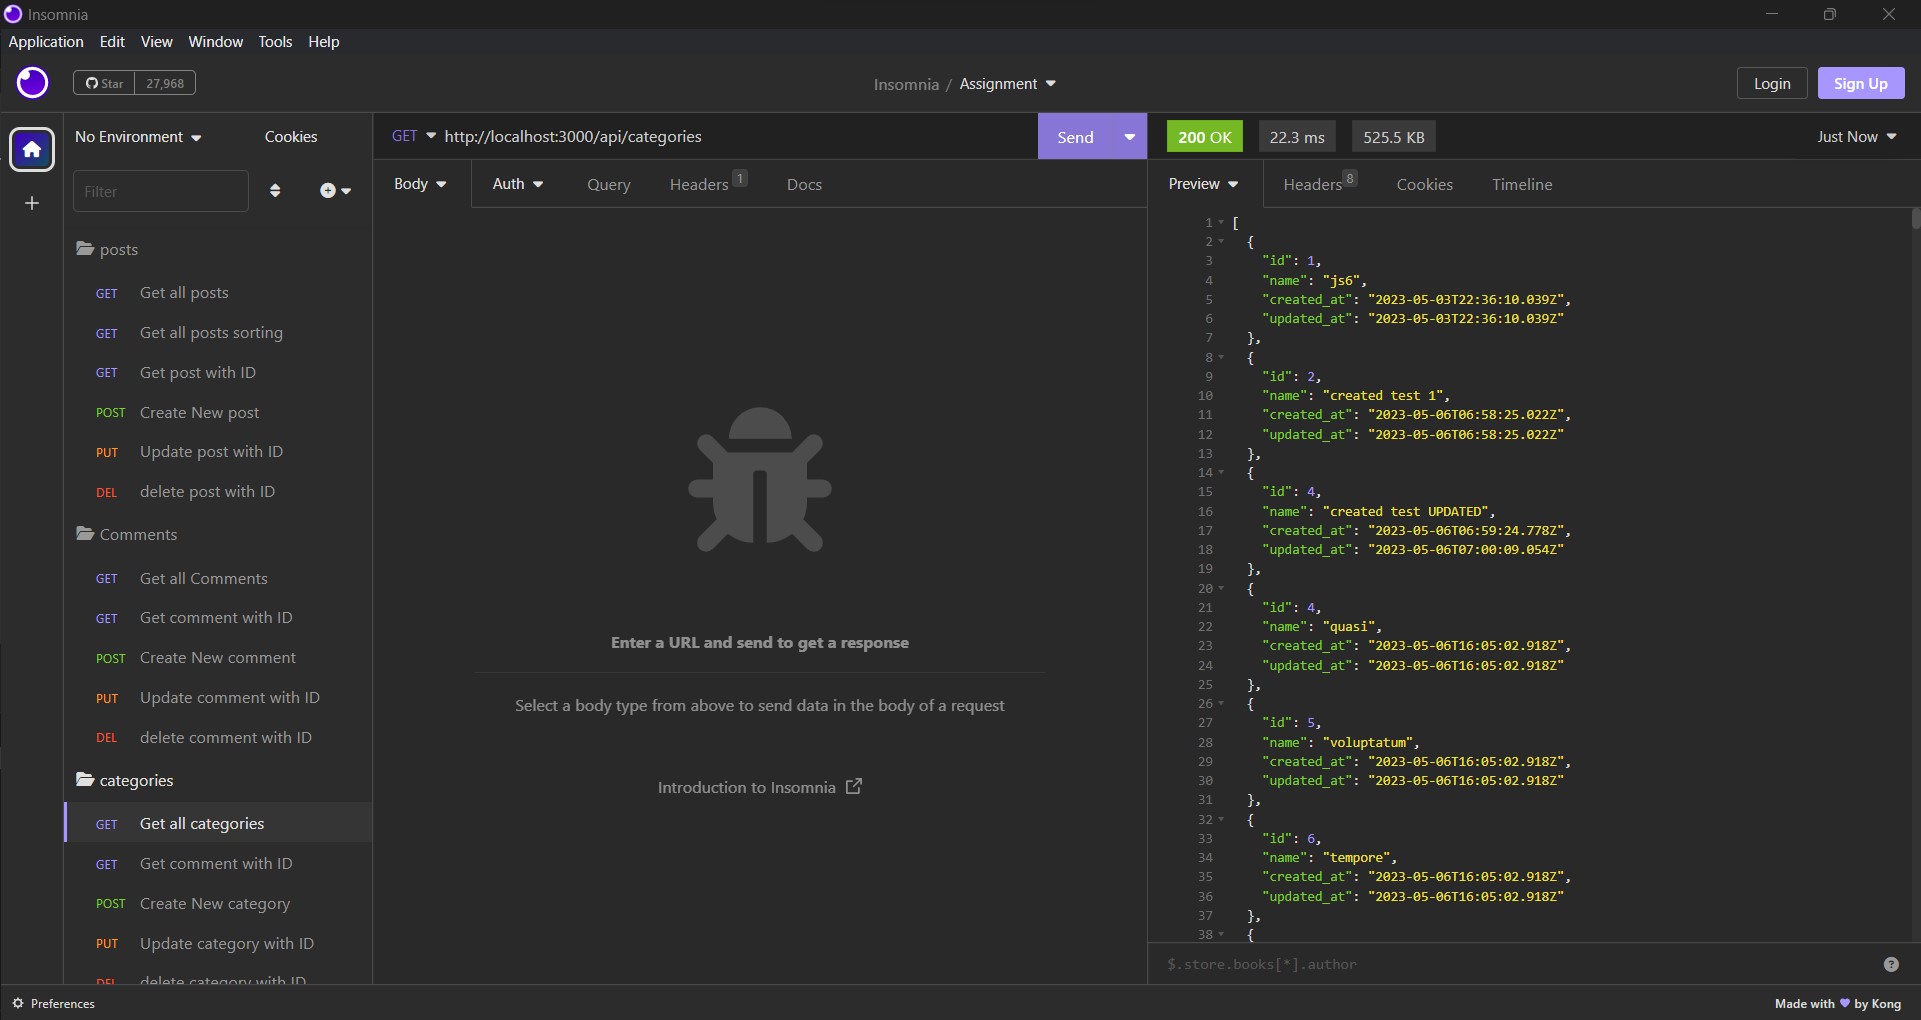 Insomnia
Application Edit View Window Tools Help
Star 27,968
Insomnia / Assignment
Login Sign Up
No Environment Cookies
Filter
posts
GET Get all posts
GET Get all posts sorting
GET Get post with ID
POST Create New post
PUT Update post with ID
DEL delete post with ID
Comments
GET Get all Comments
GET Get comment with ID
POST Create New comment
PUT Update comment with ID
DEL delete comment with ID
categories
GET Get all categories
GET Get comment with ID
POST Create New category
PUT Update category with ID
DEL delete category with ID
Preferences
GET http://localhost:3000/api/categories Send
Body Auth Query Headers 1 Docs
Enter a URL and send to get a response
Select a body type from above to send data in the body of a request
Introduction to Insomnia
200 OK 22.3 ms 525.5 KB Just Now
Preview Headers 8 Cookies Timeline
1 [
2 {
3 "id": 1,
4 "name": "js6",
5 "created_at": "2023-05-03T22:36:10.039Z",
6 "updated_at": "2023-05-03T22:36:10.039Z"
7 },
8 {
9 "id": 2,
10 "name": "created test 1",
11 "created_at": "2023-05-06T06:58:25.022Z",
12 "updated_at": "2023-05-06T06:58:25.022Z"
13 },
14 {
15 "id": 4,
16 "name": "created test UPDATED",
17 "created_at": "2023-05-06T06:59:24.778Z",
18 "updated_at": "2023-05-06T07:00:09.054Z"
19 },
20 {
21 "id": 4,
22 "name": "quasi",
23 "created_at": "2023-05-06T16:05:02.918Z",
24 "updated_at": "2023-05-06T16:05:02.918Z"
25 },
26 {
27 "id": 5,
28 "name": "voluptatum",
29 "created_at": "2023-05-06T16:05:02.918Z",
30 "updated_at": "2023-05-06T16:05:02.918Z"
31 },
32 {
33 "id": 6,
34 "name": "tempore",
35 "created_at": "2023-05-06T16:05:02.918Z",
36 "updated_at": "2023-05-06T16:05:02.918Z"
37 },
38 {
$.store.books[*].author
Made with 💜 by Kong